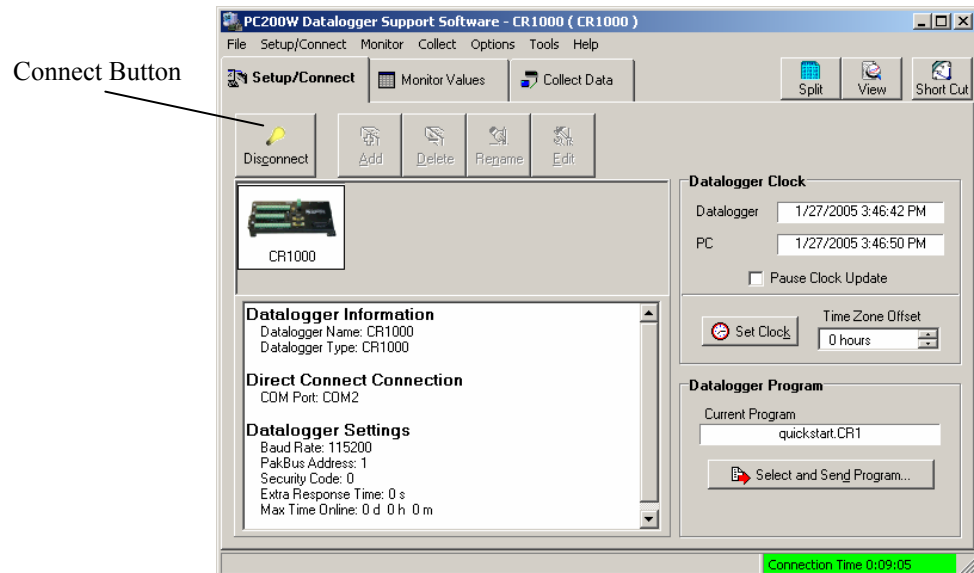 Connect Button
PC200W Datalogger Support Software - CR1000 ( CR1000 )
File Setup/Connect Monitor Collect Options Tools Help
Setup/Connect Monitor Values Collect Data Split View Short Cut
Disconnect Add Delete Rename Edit
CR1000
Datalogger Information
Datalogger Name: CR1000
Datalogger Type: CR1000
Direct Connect Connection
COM Port: COM2
Datalogger Settings
Baud Rate: 115200
PakBus Address: 1
Security Code: 0
Extra Response Time: 0 s
Max Time Online: 0 d 0 h 0 m
Datalogger Clock
Datalogger 1/27/2005 3:46:42 PM
PC 1/27/2005 3:46:50 PM
Pause Clock Update
Set Clock
Time Zone Offset
0 hours
Datalogger Program
Current Program
quickstart.CR1
Select and Send Program...
Connection Time 0:09:05